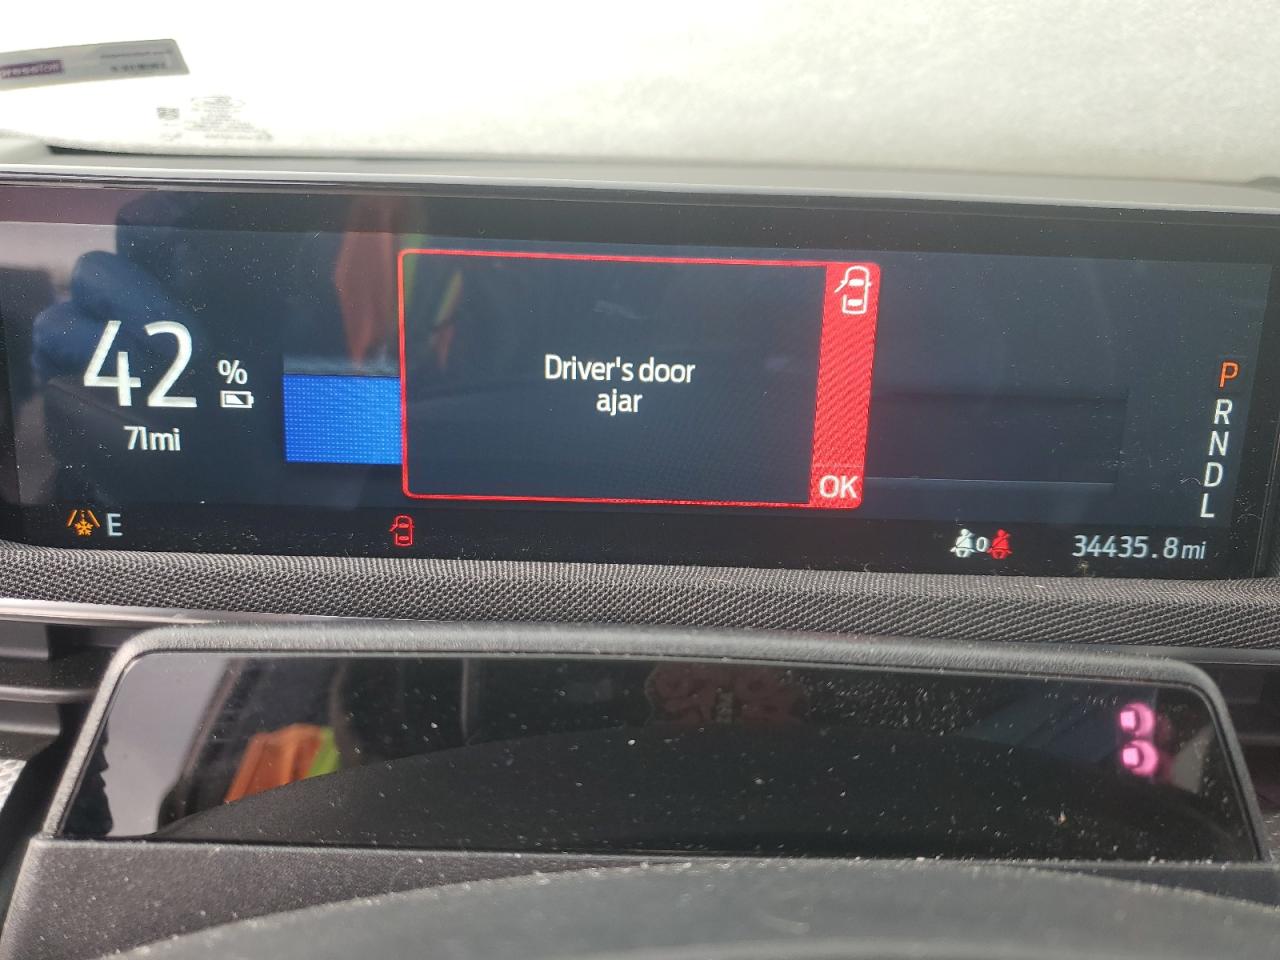 42
%
71mi
Driver's door
ajar
OK
P
R
N
D
L
E
0
34435.8mi